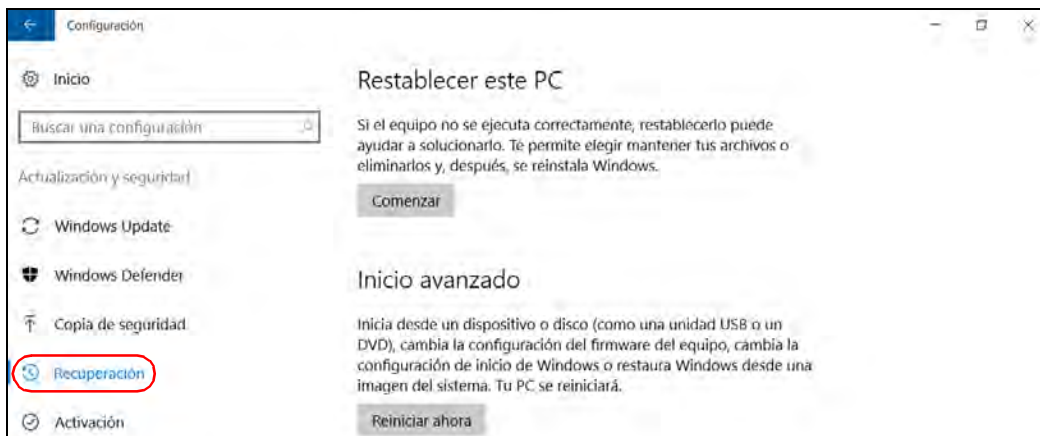 Configuración
Inicio
Buscar una configuración
Actualización y seguridad
Windows Update
Windows Defender
Copia de seguridad
Recuperación
Activación
Restablecer este PC
Si el equipo no se ejecuta correctamente, restablecerlo puede
ayudar a solucionarlo. Te permite elegir mantener tus archivos o
eliminarlos y, después, se reinstala Windows.
Comenzar
Inicio avanzado
Inicia desde un dispositivo o disco (como una unidad USB o un
DVD), cambia la configuración del firmware del equipo, cambia la
configuración de inicio de Windows o restaura Windows desde una
imagen del sistema. Tu PC se reiniciará.
Reiniciar ahora